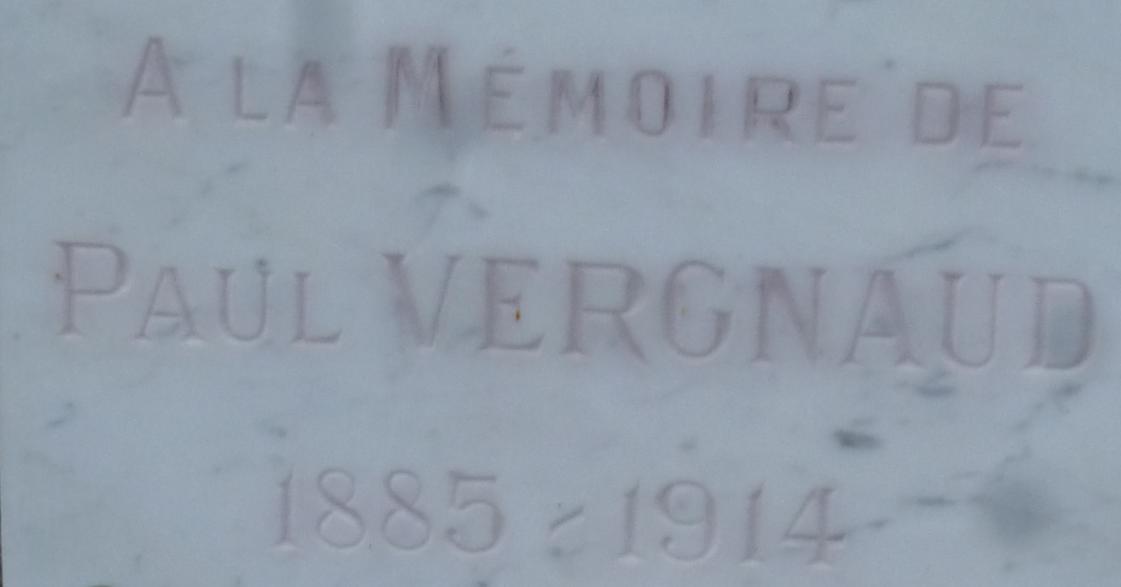 A LA MÉMOIRE DE
PAUL VERGNAUD
1885 - 1914